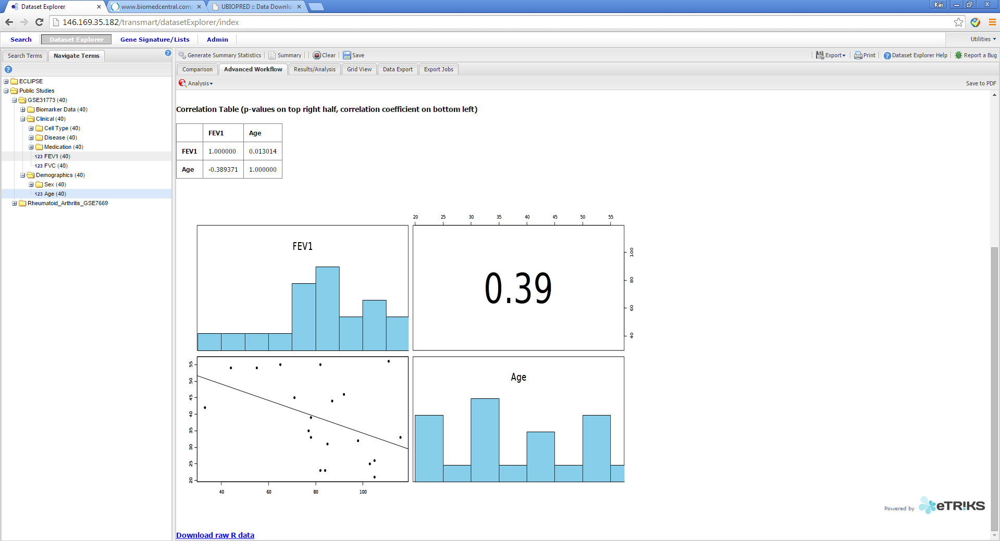 Dataset Explorer
www.biomedcentral.com/
UBIOPRED :: Data Downlo
Kai
146.169.35.182/transmart/datasetExplorer/index
Search
Dataset Explorer
Gene Signature/Lists
Admin
Utilities
Search Terms
Navigate Terms
Generate Summary Statistics
Summary
Clear
Save
Export
Print
Dataset Explorer Help
Report a Bug
Comparison
Advanced Workflow
Results/Analysis
Grid View
Data Export
Export Jobs
Analysis
Save to PDF
ECLIPSE
Public Studies
GSE31773 (40)
Biomarker Data (40)
Clinical (40)
Cell Type (40)
Disease (40)
Medication (40)
123 FEV1 (40)
123 FVC (40)
Demographics (40)
Sex (40)
123 Age (40)
Rheumatoid_Arthritis_GSE7669
Correlation Table (p-values on top right half, correlation coefficient on bottom left)
FEV1 Age
FEV1 1.000000 0.013014
Age -0.389371 1.000000
20 25 30 35 40 45 50 55
FEV1
0.39
100
80
60
40
55
50
45
40
35
30
25
20
Age
40 60 80 100
Powered by eTRIKS
Download raw R data